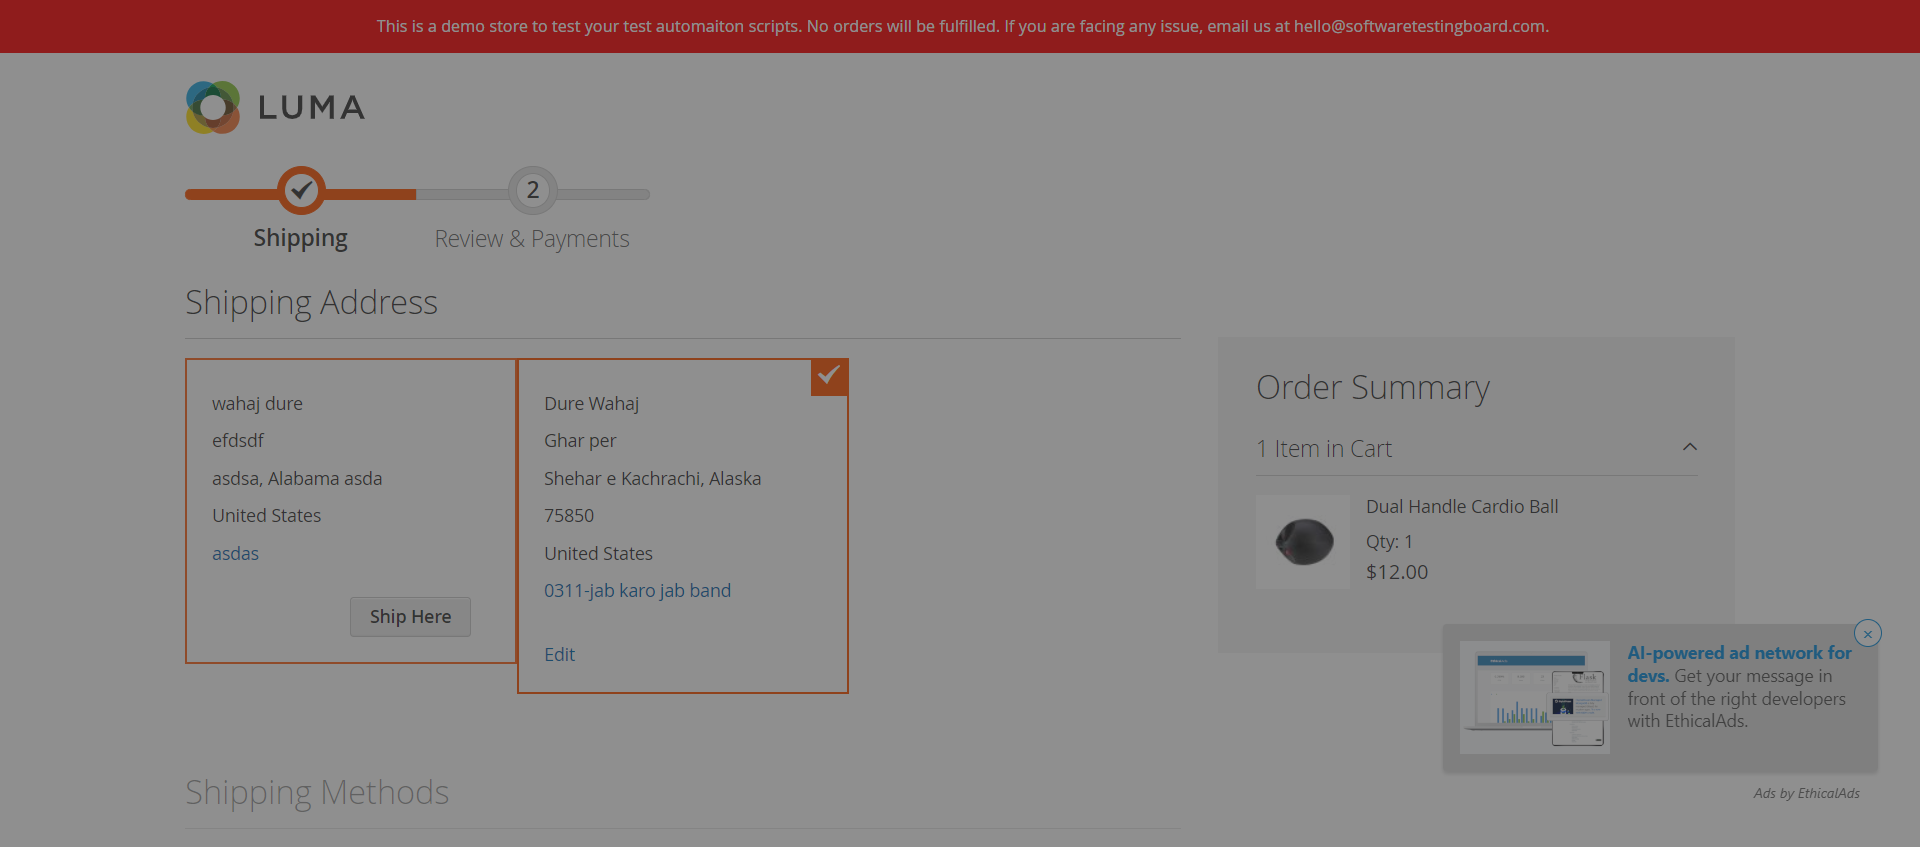 This is a demo store to test your test automaiton scripts. No orders will be fulfilled. If you are facing any issue, email us at hello@softwaretestingboard.com.
LUMA
2
Shipping
Review & Payments
Shipping Address
wahaj dure
efdsdf
asdsa, Alabama asda
United States
asdas
Ship Here
Dure Wahaj
Ghar per
Shehar e Kachrachi, Alaska
75850
United States
0311-jab karo jab band
Edit
Order Summary
1 Item in Cart
Dual Handle Cardio Ball
Qty: 1
$12.00
AI-powered ad network for
devs. Get your message in
front of the right developers
with EthicalAds.
Ads by EthicalAds
Shipping Methods